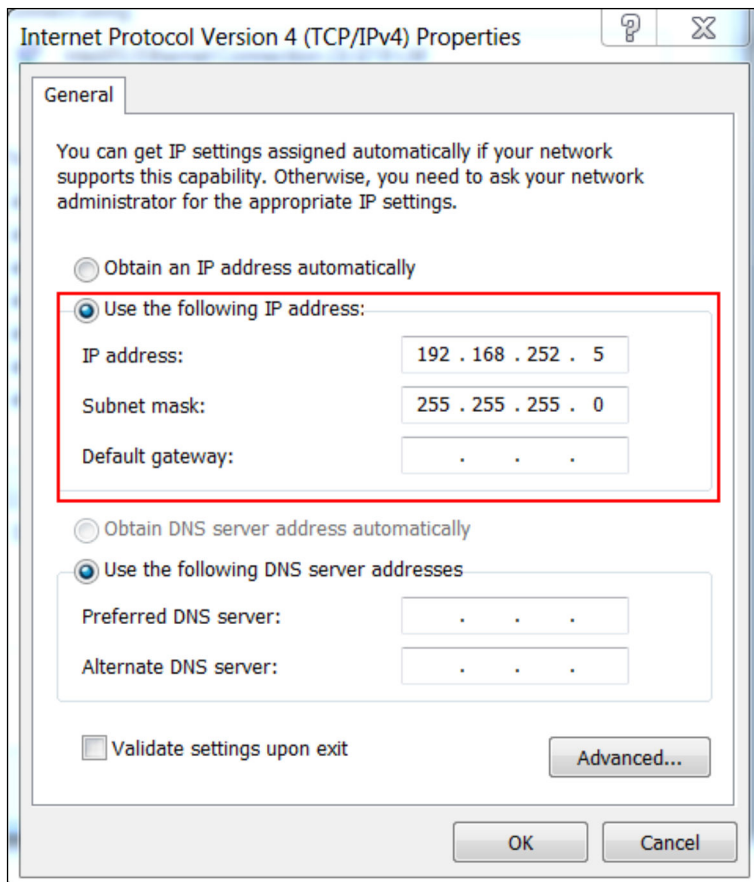 Internet Protocol Version 4 (TCP/IPv4) Properties
General
You can get IP settings assigned automatically if your network
supports this capability. Otherwise, you need to ask your network
administrator for the appropriate IP settings.
Obtain an IP address automatically
Use the following IP address:
IP address: 192 . 168 . 252 . 5
Subnet mask: 255 . 255 . 255 . 0
Default gateway: . . .
Obtain DNS server address automatically
Use the following DNS server addresses
Preferred DNS server: . . .
Alternate DNS server: . . .
Validate settings upon exit
Advanced...
OK Cancel